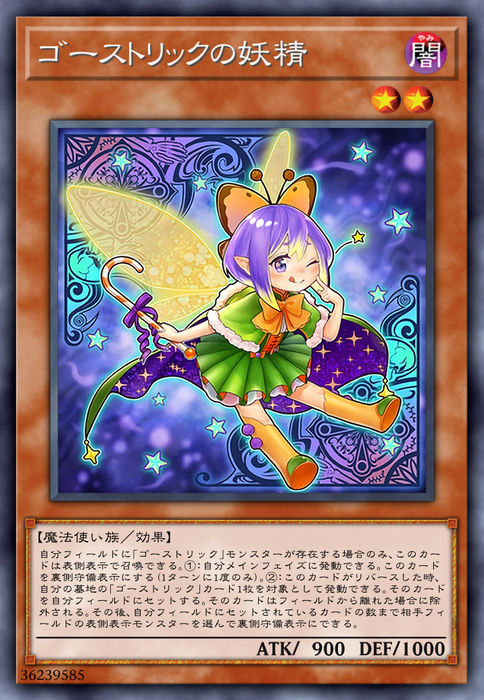 ゴーストリックの妖精
やみ
闇
【魔法使い族／効果】
自分フィールドに「ゴーストリック」モンスターが存在する場合のみ、このカー
ドは表側表示で召喚できる。①：自分メインフェイズに発動できる。このカード
を裏側守備表示にする(1ターンに1度のみ)。②：このカードがリバースした時、
自分の墓地の「ゴーストリック」カード1枚を対象として発動できる。そのカード
を自分フィールドにセットする。そのカードはフィールドから離れた場合に除
外される。その後、自分フィールドにセットされているカードの数まで相手フィ
ールドの表側表示モンスターを選んで裏側守備表示にできる。
ATK/ 900 DEF/1000
36239585